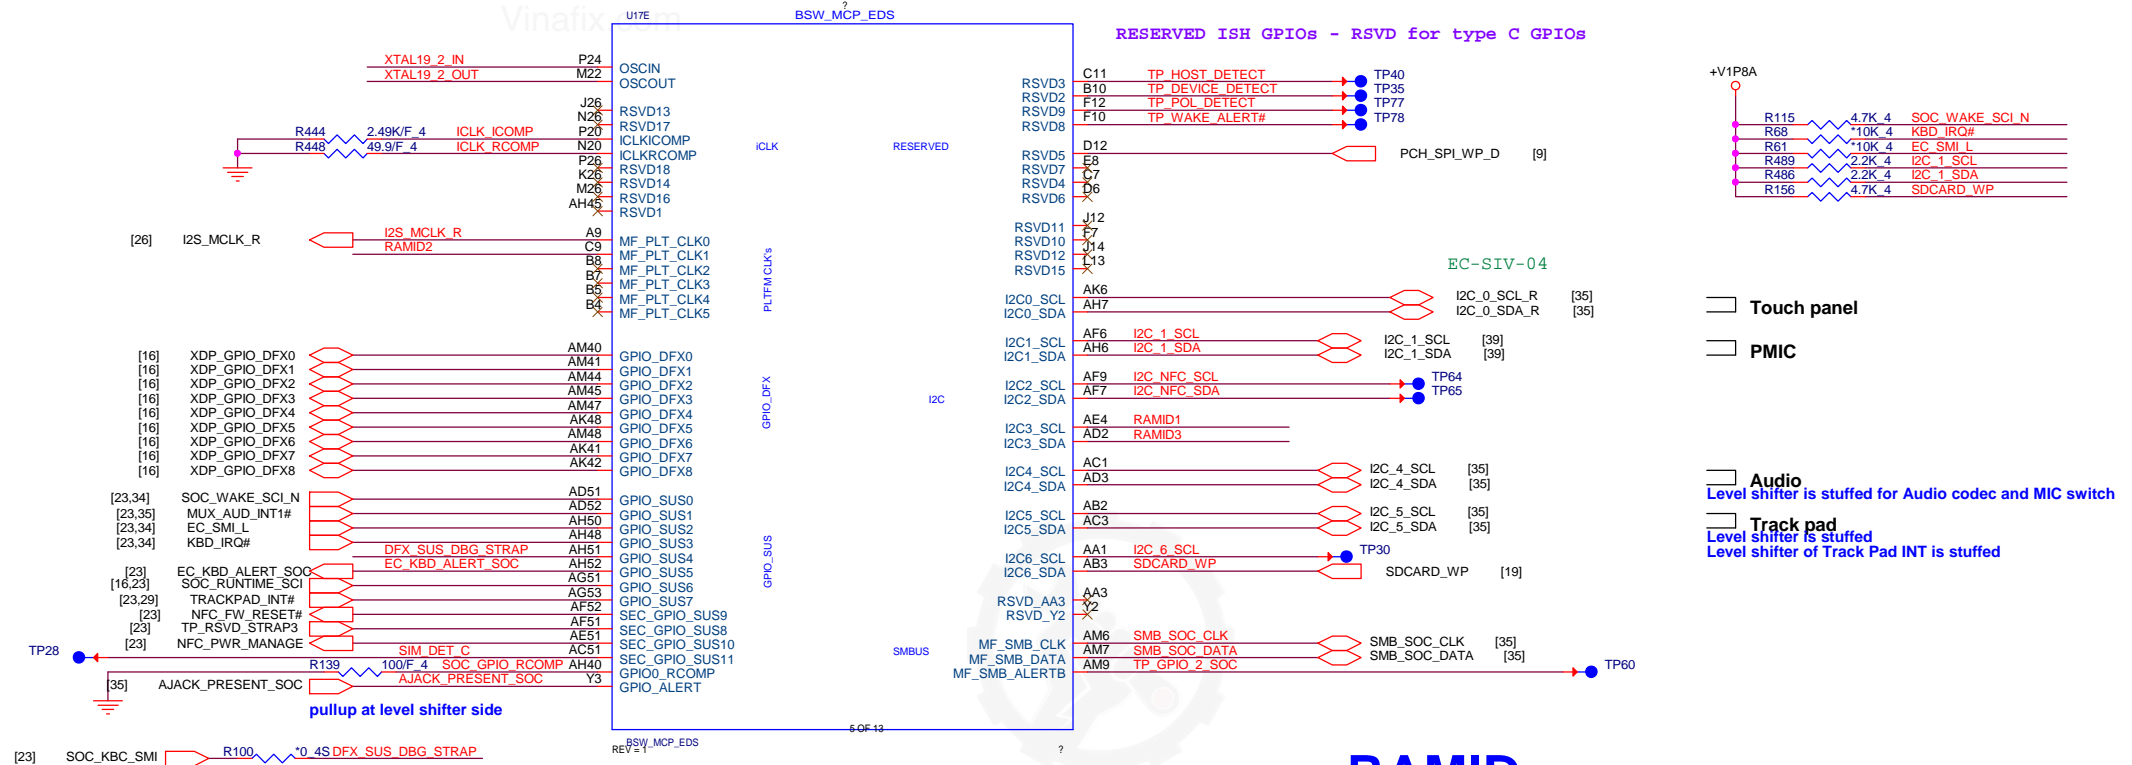 Vinafix.com
?
U17E
BSW_MCP_EDS
RESERVED ISH GPIOs - RSVD for type C GPIOs
XTAL19_2_IN P24 OSCIN
XTAL19_2_OUT M22 OSCOUT
J26 RSVD13
N26 RSVD17
R444 2.49K/F_4 ICLK_ICOMP P20 ICLKICOMP
R448 49.9/F_4 ICLK_RCOMP N20 ICLKRCOMP
P26 RSVD18
K26 RSVD14
M26 RSVD16
AH45 RSVD1
iCLK
RESERVED
[26] I2S_MCLK_R I2S_MCLK_R A9 MF_PLT_CLK0
RAMID2 C9 MF_PLT_CLK1
B8 MF_PLT_CLK2
B7 MF_PLT_CLK3
B5 MF_PLT_CLK4
B4 MF_PLT_CLK5
PLTFM CLK's
[16] XDP_GPIO_DFX0 AM40 GPIO_DFX0
[16] XDP_GPIO_DFX1 AM41 GPIO_DFX1
[16] XDP_GPIO_DFX2 AM44 GPIO_DFX2
[16] XDP_GPIO_DFX3 AM45 GPIO_DFX3
[16] XDP_GPIO_DFX4 AM47 GPIO_DFX4
[16] XDP_GPIO_DFX5 AK48 GPIO_DFX5
[16] XDP_GPIO_DFX6 AM48 GPIO_DFX6
[16] XDP_GPIO_DFX7 AK41 GPIO_DFX7
[16] XDP_GPIO_DFX8 AK42 GPIO_DFX8
GPIO_DFX
[23,34] SOC_WAKE_SCI_N AD51 GPIO_SUS0
[23,35] MUX_AUD_INT1# AD52 GPIO_SUS1
[23,34] EC_SMI_L AH50 GPIO_SUS2
[23,34] KBD_IRQ# AH48 GPIO_SUS3
DFX_SUS_DBG_STRAP AH51 GPIO_SUS4
[23] EC_KBD_ALERT_SOC EC_KBD_ALERT_SOC AH52 GPIO_SUS5
[16,23] SOC_RUNTIME_SCI AG51 GPIO_SUS6
[23,29] TRACKPAD_INT# AG53 GPIO_SUS7
[23] NFC_FW_RESET# AF52 SEC_GPIO_SUS9
[23] TP_RSVD_STRAP3 AF51 SEC_GPIO_SUS8
[23] NFC_PWR_MANAGE AE51 SEC_GPIO_SUS10
TP28 SIM_DET_C AC51 SEC_GPIO_SUS11
R139 100/F_4 SOC_GPIO_RCOMP AH40 GPIO0_RCOMP
[35] AJACK_PRESENT_SOC AJACK_PRESENT_SOC Y3 GPIO_ALERT
GPIO_SUS
pullup at level shifter side
[23] SOC_KBC_SMI R100 *0_4S DFX_SUS_DBG_STRAP
RSVD3 C11 TP_HOST_DETECT TP40
RSVD2 B10 TP_DEVICE_DETECT TP35
RSVD9 F12 TP_POL_DETECT TP77
RSVD8 F10 TP_WAKE_ALERT# TP78
RSVD5 D12 PCH_SPI_WP_D [9]
RSVD7 E8
RSVD4 C7
RSVD6 D6
RSVD11 J12
RSVD10 F7
RSVD12 J14
RSVD15 L13
EC-SIV-04
I2C0_SCL AK6 I2C_0_SCL_R [35]
I2C0_SDA AH7 I2C_0_SDA_R [35]
Touch panel
I2C1_SCL AF6 I2C_1_SCL I2C_1_SCL [39]
I2C1_SDA AH6 I2C_1_SDA I2C_1_SDA [39]
PMIC
I2C2_SCL AF9 I2C_NFC_SCL TP64
I2C2_SDA AF7 I2C_NFC_SDA TP65
I2C
I2C3_SCL AE4 RAMID1
I2C3_SDA AD2 RAMID3
I2C4_SCL AC1 I2C_4_SCL [35]
I2C4_SDA AD3 I2C_4_SDA [35]
Audio
Level shifter is stuffed for Audio codec and MIC switch
I2C5_SCL AB2 I2C_5_SCL [35]
I2C5_SDA AC3 I2C_5_SDA [35]
Track pad
Level shifter is stuffed
Level shifter of Track Pad INT is stuffed
I2C6_SCL AA1 I2C_6_SCL TP30
I2C6_SDA AB3 SDCARD_WP SDCARD_WP [19]
RSVD_AA3 AA3
RSVD_Y2 Y2
SMBUS
MF_SMB_CLK AM6 SMB_SOC_CLK SMB_SOC_CLK [35]
MF_SMB_DATA AM7 SMB_SOC_DATA SMB_SOC_DATA [35]
MF_SMB_ALERTB AM9 TP_GPIO_2_SOC TP60
5 OF 13
BSW_MCP_EDS
REV = 1
?
+V1P8A
R115 4.7K_4 SOC_WAKE_SCI_N
R68 *10K_4 KBD_IRQ#
R61 *10K_4 EC_SMI_L
R489 2.2K_4 I2C_1_SCL
R486 2.2K_4 I2C_1_SDA
R156 4.7K_4 SDCARD_WP
RAMID